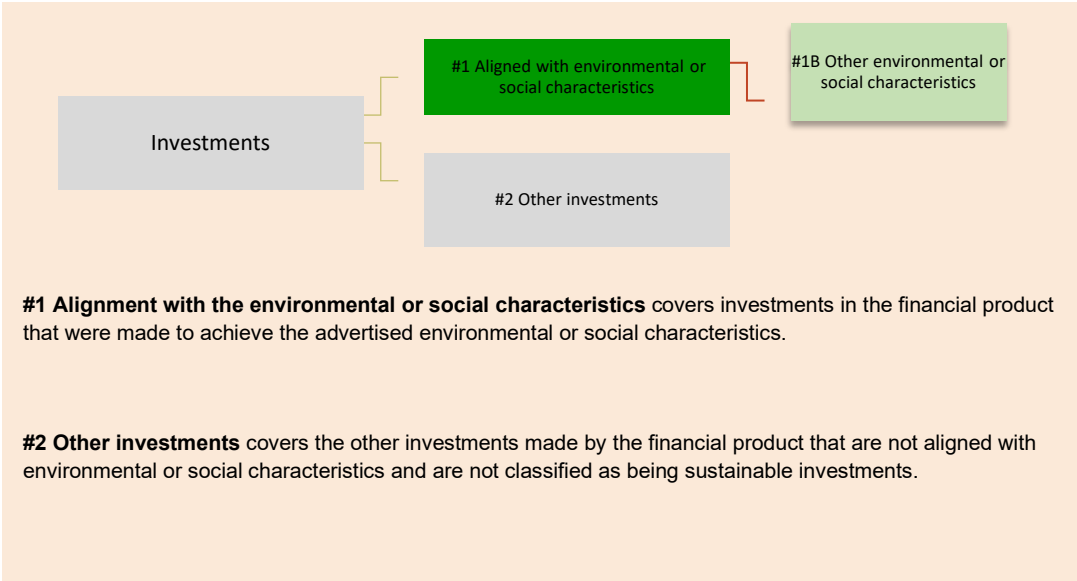 #1 Aligned with environmental or
social characteristics
#1B Other environmental or
social characteristics
Investments
#2 Other investments
#1 Alignment with the environmental or social characteristics covers investments in the financial product
that were made to achieve the advertised environmental or social characteristics.
#2 Other investments covers the other investments made by the financial product that are not aligned with
environmental or social characteristics and are not classified as being sustainable investments.